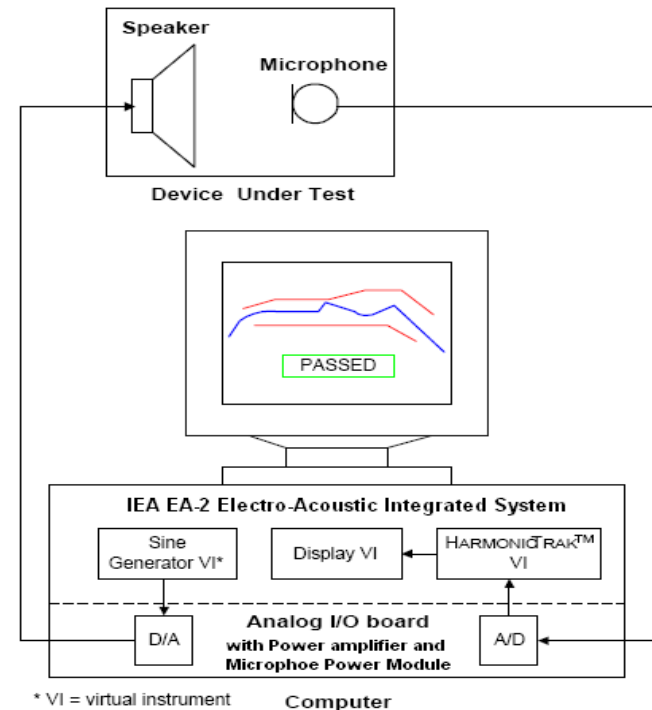 Speaker
Microphone
Device Under Test
PASSED
IEA EA-2 Electro-Acoustic Integrated System
Sine
Generator VI*
Display VI
HARMONICTRAK™
VI
Analog I/O board
D/A
with Power amplifier and
A/D
Microphoe Power Module
* VI = virtual instrument
Computer